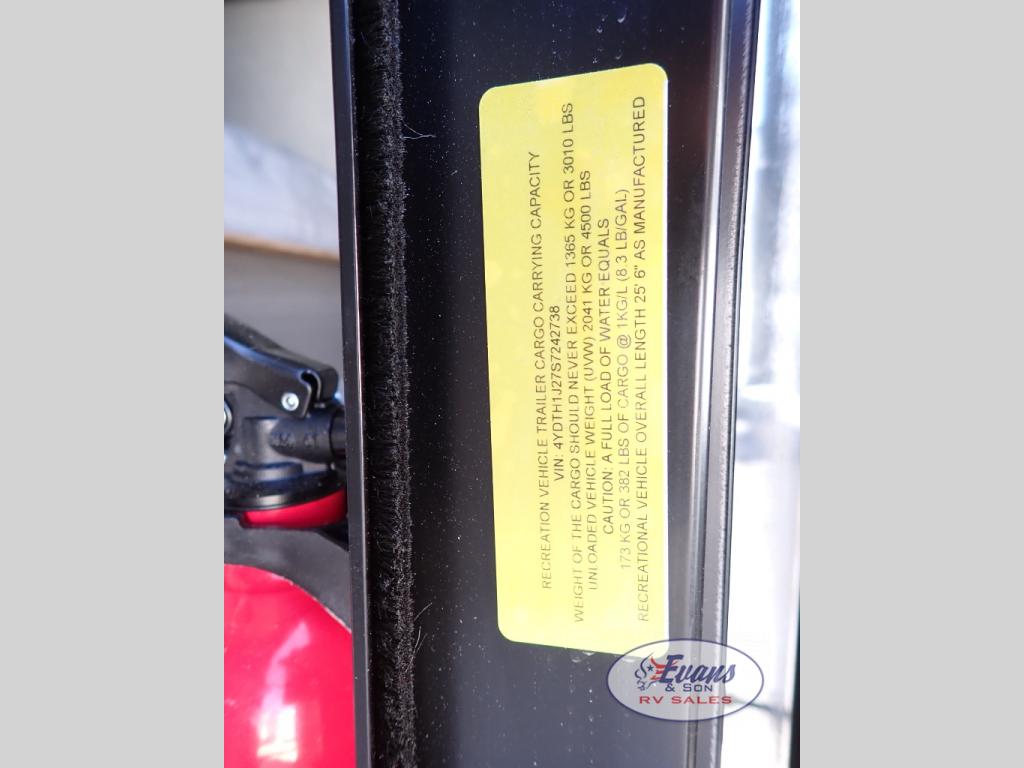 RECREATION VEHICLE TRAILER CARGO CARRYING CAPACITY
VIN: 4YDTH1J27S7242738
WEIGHT OF THE CARGO SHOULD NEVER EXCEED 1365 KG OR 3010 LBS
UNLOADED VEHICLE WEIGHT (UVW) 2041 KG OR 4500 LBS
CAUTION: A FULL LOAD OF WATER EQUALS
173 KG OR 382 LBS OF CARGO @ 1KG/L (8.3 LB/GAL)
RECREATIONAL VEHICLE OVERALL LENGTH 25' 6" AS MANUFACTURED
Evans
& SON
RV SALES